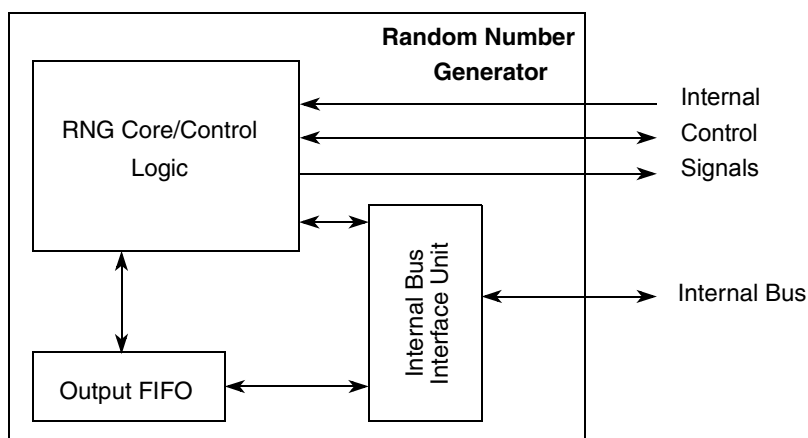 Random Number
Generator
RNG Core/Control
Logic
Internal
Control
Signals
Internal Bus
Interface Unit
Internal Bus
Output FIFO